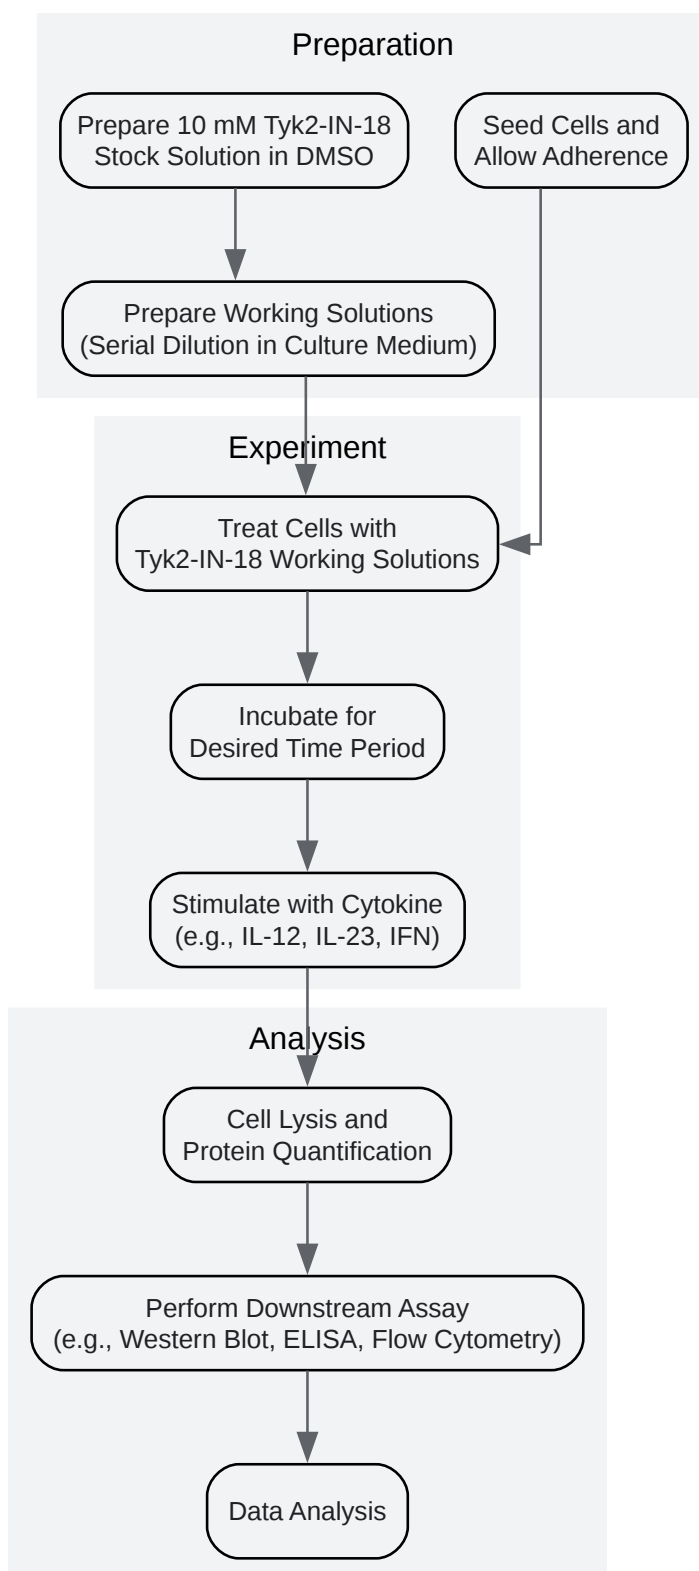 Preparation
Prepare 10 mM Tyk2-IN-18
Stock Solution in DMSO
Seed Cells and
Allow Adherence
Prepare Working Solutions
(Serial Dilution in Culture Medium)
Experiment
Treat Cells with
Tyk2-IN-18 Working Solutions
Incubate for
Desired Time Period
Stimulate with Cytokine
(e.g., IL-12, IL-23, IFN)
Analysis
Cell Lysis and
Protein Quantification
Perform Downstream Assay
(e.g., Western Blot, ELISA, Flow Cytometry)
Data Analysis